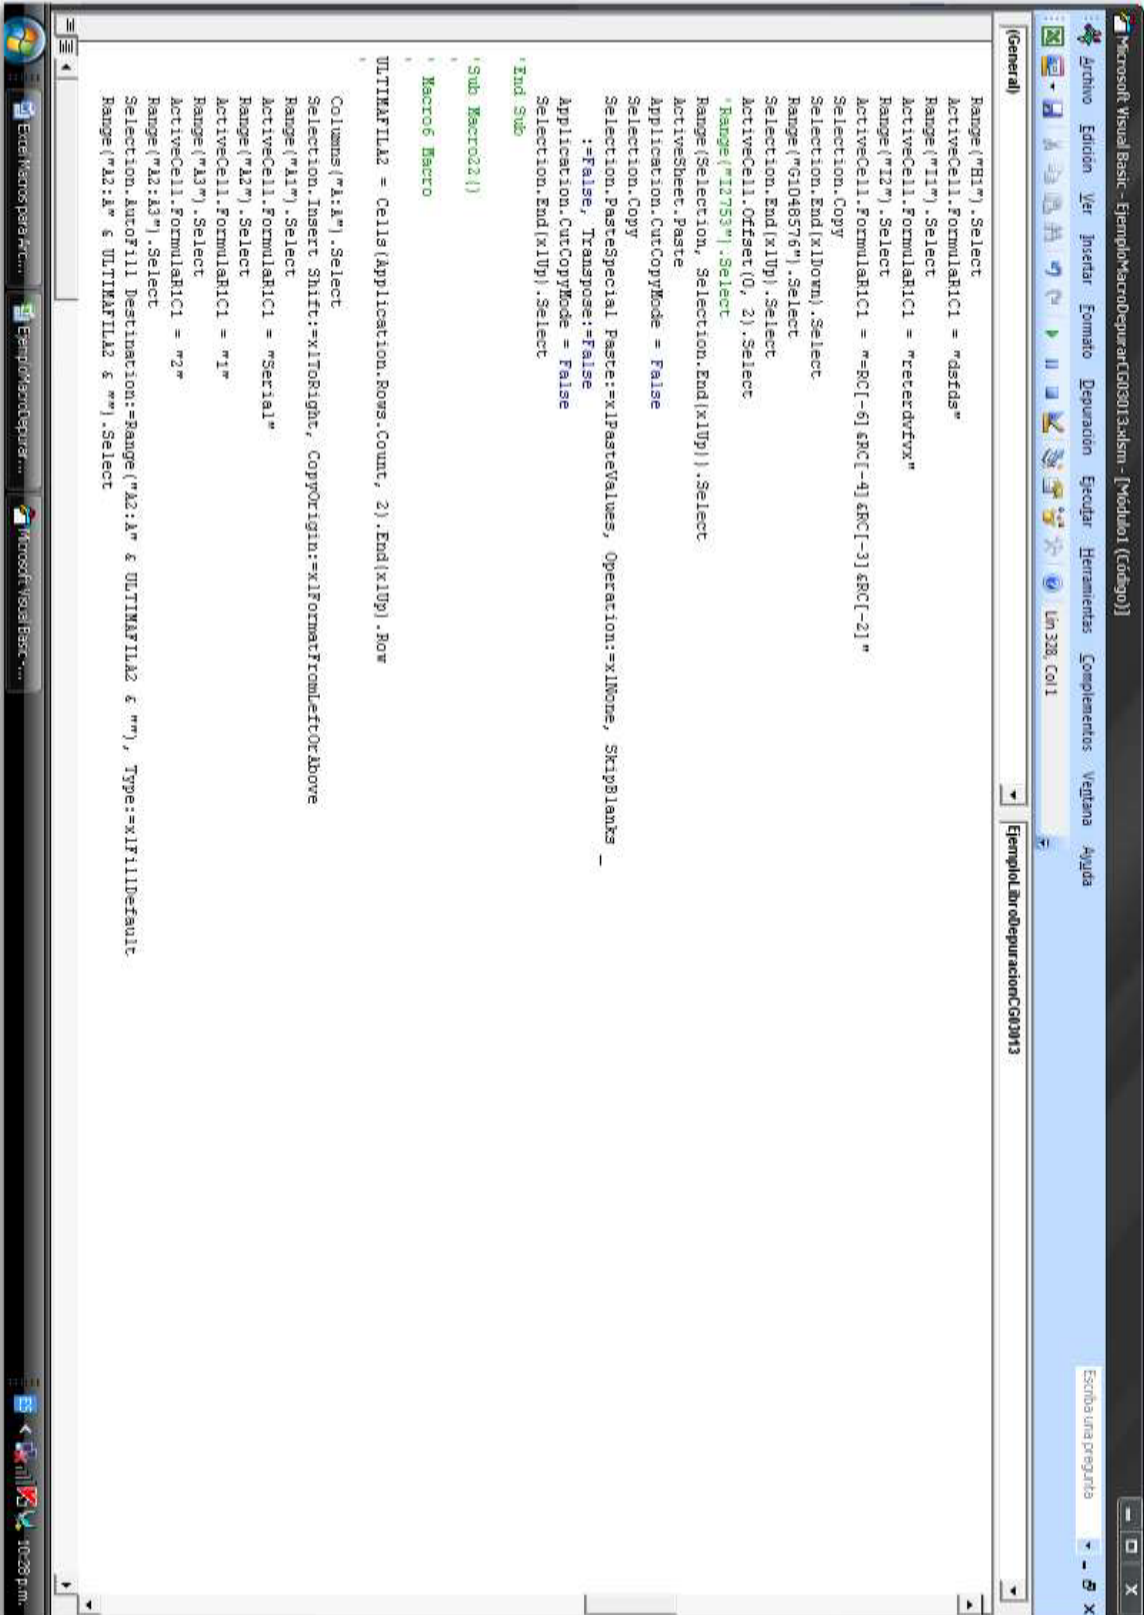 Microsoft Visual Basic - EjemploMacroDepurarCG03013.xlsm - [Módulo1 (Código)]
Archivo Edición Ver Insertar Formato Depuración Ejecutar Herramientas Complementos Ventana Ayuda Escriba una pregunta
Lín 328, Col 1
(General) EjemploLibroDepuracionCG03013
Range("H1").Select
ActiveCell.FormulaR1C1 = "dsfds"
Range("I1").Select
ActiveCell.FormulaR1C1 = "reterdvfvx"
Range("I2").Select
ActiveCell.FormulaR1C1 = "=RC[-6]&RC[-4]&RC[-3]&RC[-2]"
Selection.Copy
Selection.End(xlDown).Select
Range("G1048576").Select
Selection.End(xlUp).Select
ActiveCell.Offset(0, 2).Select
'Range("I2753").Select
Range(Selection, Selection.End(xlUp)).Select
ActiveSheet.Paste
Application.CutCopyMode = False
Selection.Copy
Selection.PasteSpecial Paste:=xlPasteValues, Operation:=xlNone, SkipBlanks _
:=False, Transpose:=False
Application.CutCopyMode = False
Selection.End(xlUp).Select
'End Sub
'Sub Macro22()
'
' Macro6 Macro
'
ULTIMAFILA2 = Cells(Application.Rows.Count, 2).End(xlUp).Row
'
Columns("A:A").Select
Selection.Insert Shift:=xlToRight, CopyOrigin:=xlFormatFromLeftOrAbove
Range("A1").Select
ActiveCell.FormulaR1C1 = "Serial"
Range("A2").Select
ActiveCell.FormulaR1C1 = "1"
Range("A3").Select
ActiveCell.FormulaR1C1 = "2"
Range("A2:A3").Select
Selection.AutoFill Destination:=Range("A2:A" & ULTIMAFILA2 & ""), Type:=xlFillDefault
Range("A2:A" & ULTIMAFILA2 & "").Select
Excel Macros para Arc... EjemploMacroDepurar... Microsoft Visual Basic -... ES 10:28 p.m.